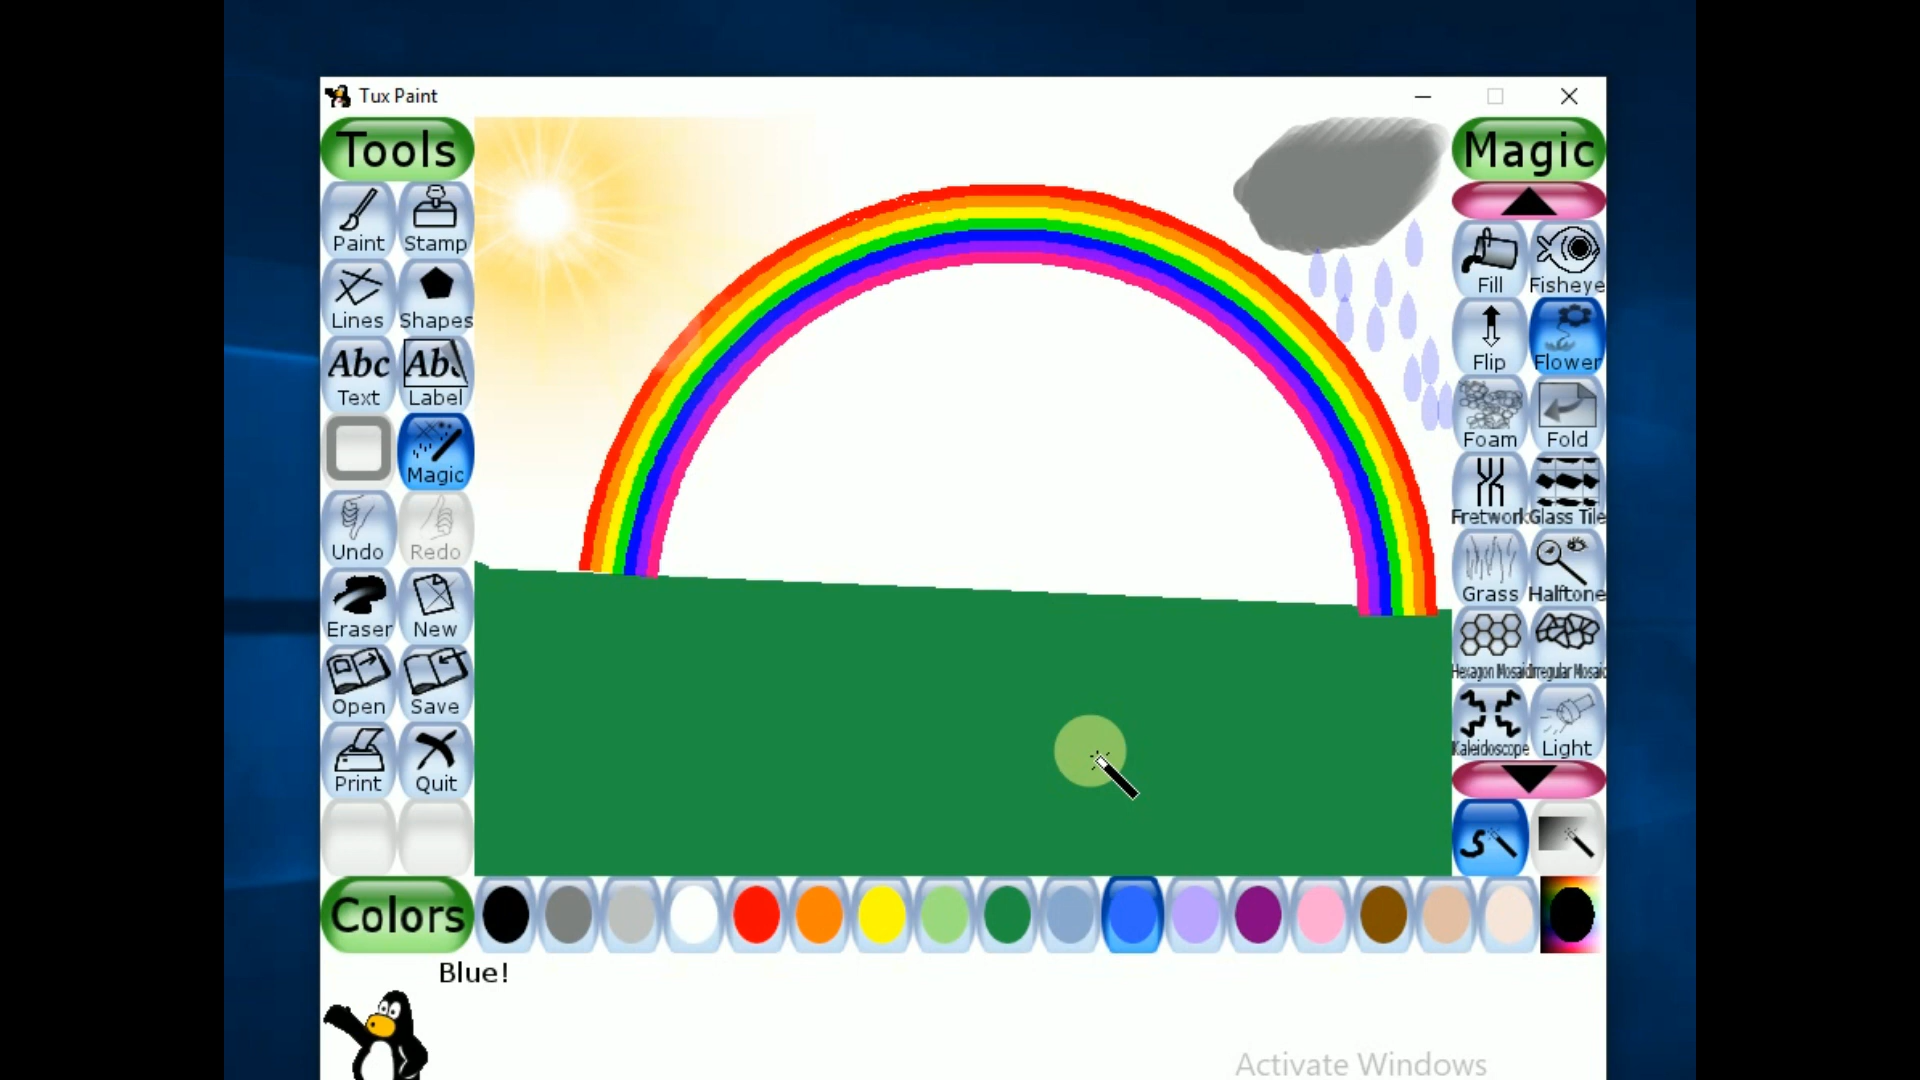 Tux Paint
Tools
Magic
Paint Stamp
Lines Shapes
Abc Abc
Text Label
Magic
Undo Redo
Eraser New
Open Save
Print Quit
Fill Fisheye
Flip Flower
Foam Fold
Fretwork Glass Tile
Grass Halftone
Hexagon Mosaic Irregular Mosaic
Kaleidoscope Light
Colors
Blue!
Activate Windows